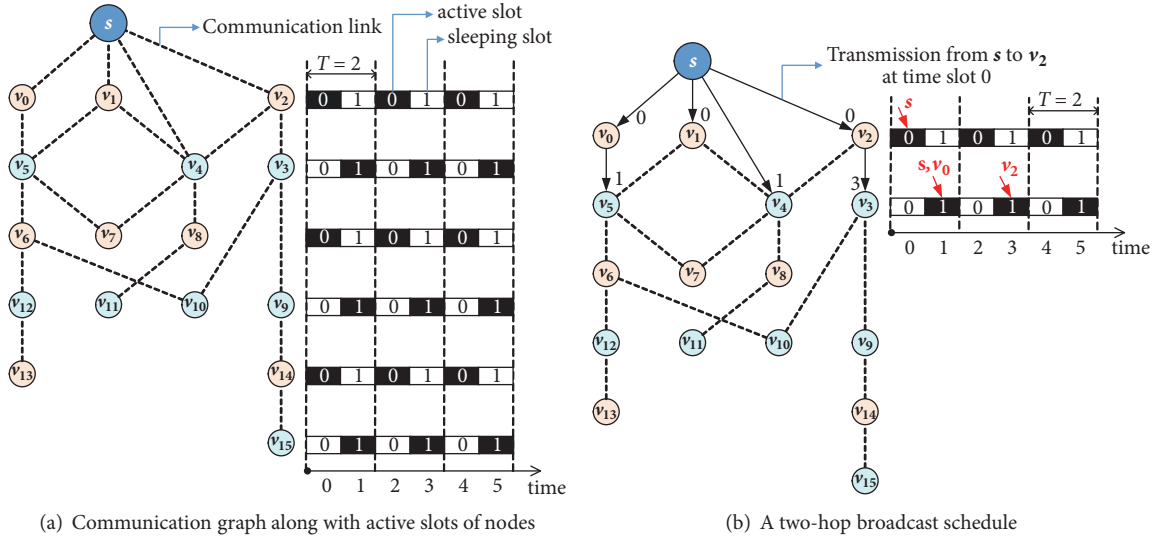 s
Communication link
active slot
sleeping slot
T = 2
v0 v1 v2
0 1 0 1 0 1
v5 v4 v3
0 1 0 1 0 1
v6 v7 v8
0 1 0 1 0 1
v12 v11 v10 v9
0 1 0 1 0 1
v13 v14
0 1 0 1 0 1
v15
0 1 0 1 0 1
0 1 2 3 4 5 time
(a) Communication graph along with active slots of nodes
s
Transmission from s to v2
at time slot 0
T = 2
s
0 0 0
v0 v1 v2
0 1 0 1 0 1
s, v0 v2
1 1 3
v5 v4 v3
0 1 0 1 0 1
0 1 2 3 4 5 time
v6 v7 v8
v12 v11 v10 v9
v13 v14
v15
(b) A two-hop broadcast schedule